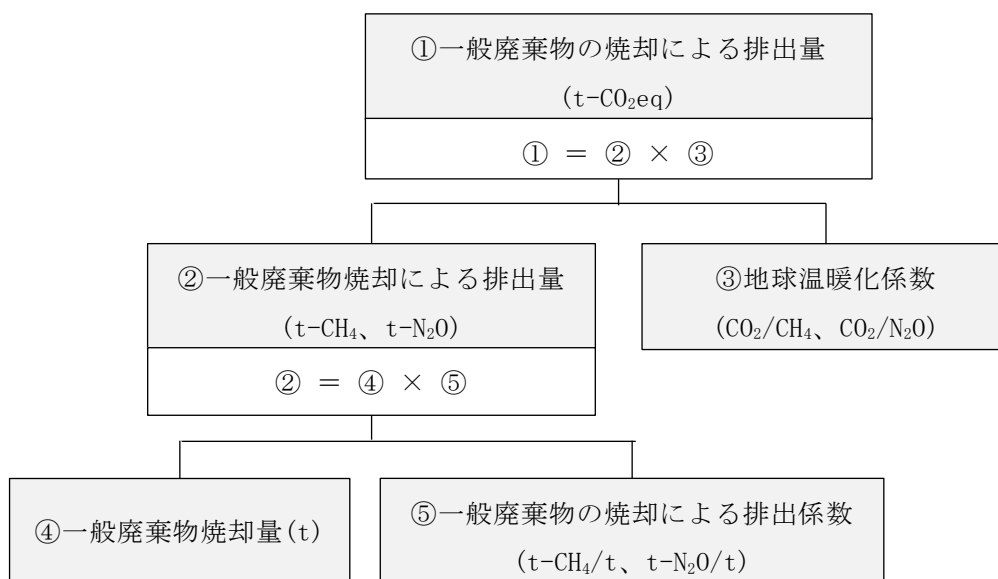 ①一般廃棄物の焼却による排出量
(t-CO₂eq)
① = ② × ③
②一般廃棄物焼却による排出量
(t-CH₄、t-N₂O)
② = ④ × ⑤
③地球温暖化係数
(CO₂/CH₄、CO₂/N₂O)
④一般廃棄物焼却量(t)
⑤一般廃棄物の焼却による排出係数
(t-CH₄/t、t-N₂O/t)